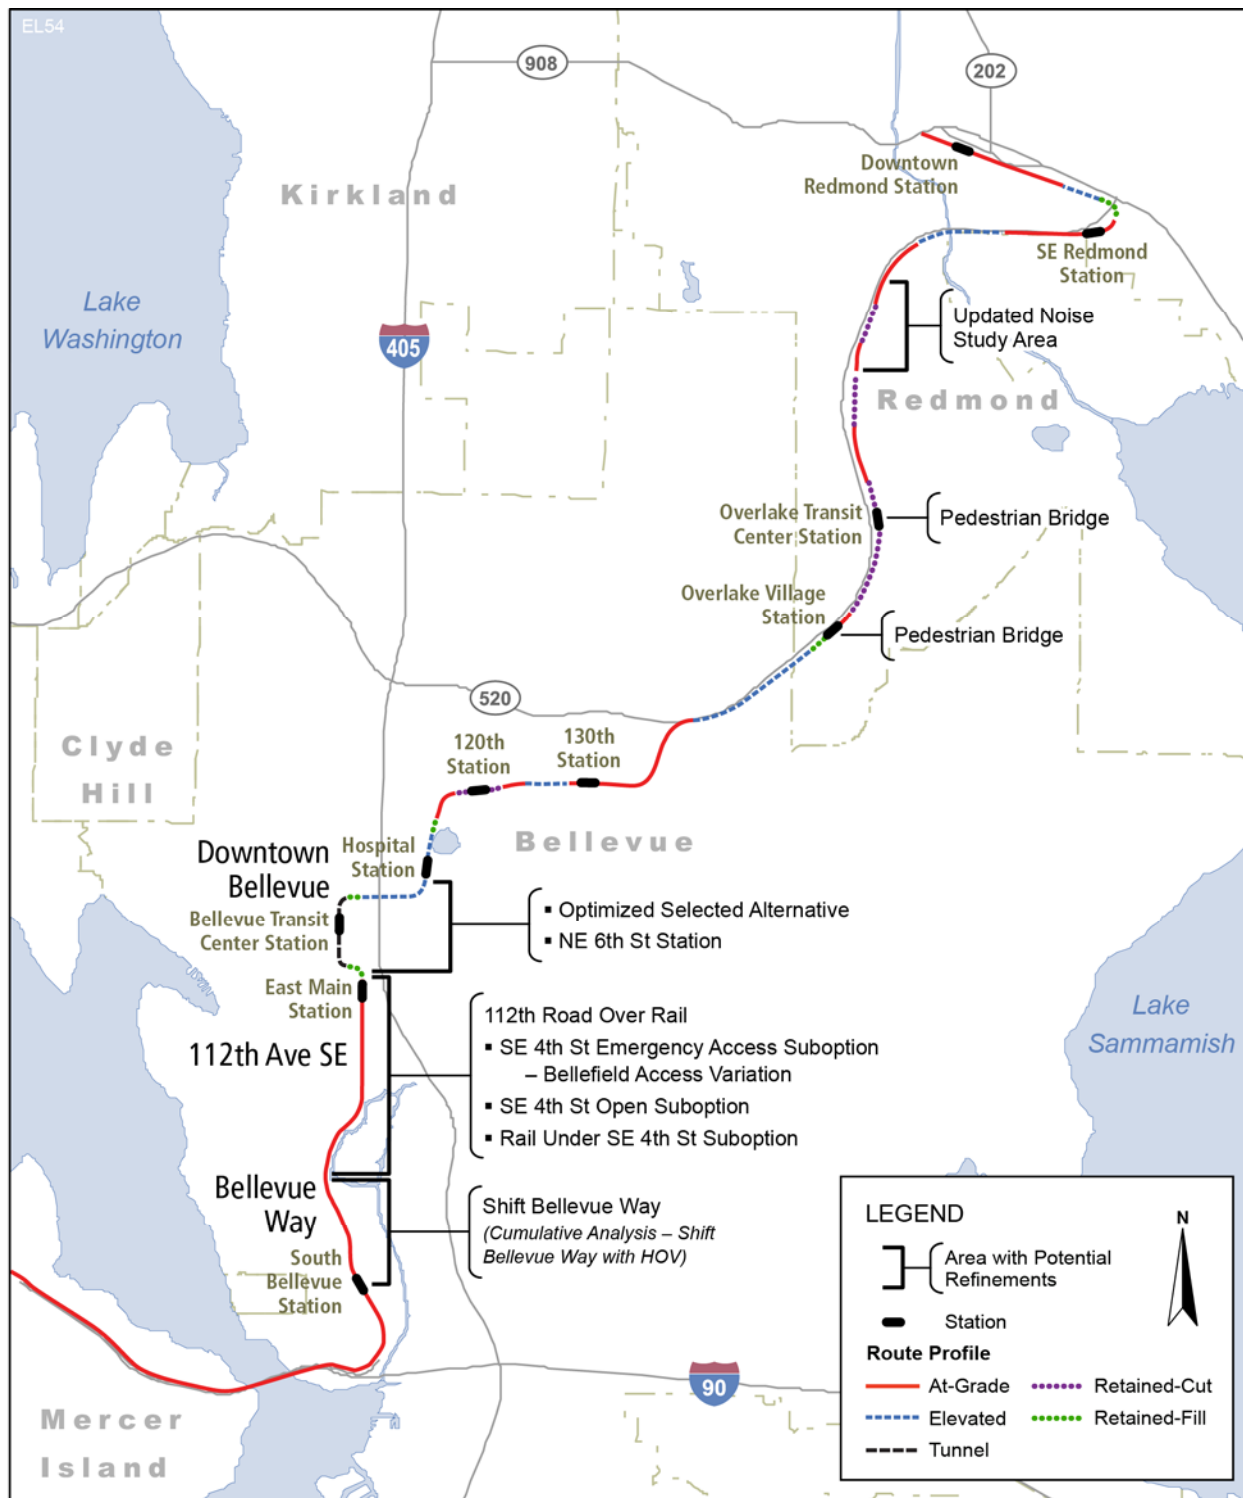 EL54
908
202
Downtown
Redmond Station
Kirkland
SE Redmond
Station
Lake
Washington
405
Updated Noise
Study Area
Redmond
Overlake Transit
Center Station
Pedestrian Bridge
Overlake Village
Station
Pedestrian Bridge
520
Clyde
Hill
120th
Station
130th
Station
Bellevue
Downtown
Bellevue
Hospital
Station
Bellevue Transit
Center Station
▪ Optimized Selected Alternative
▪ NE 6th St Station
East Main
Station
112th Ave SE
112th Road Over Rail
▪ SE 4th St Emergency Access Suboption
– Bellefield Access Variation
▪ SE 4th St Open Suboption
▪ Rail Under SE 4th St Suboption
Lake
Sammamish
Bellevue
Way
Shift Bellevue Way
(Cumulative Analysis – Shift
Bellevue Way with HOV)
South
Bellevue
Station
90
Mercer
Island
LEGEND
N
Area with Potential
Refinements
Station
Route Profile
At-Grade
Retained-Cut
Elevated
Retained-Fill
Tunnel